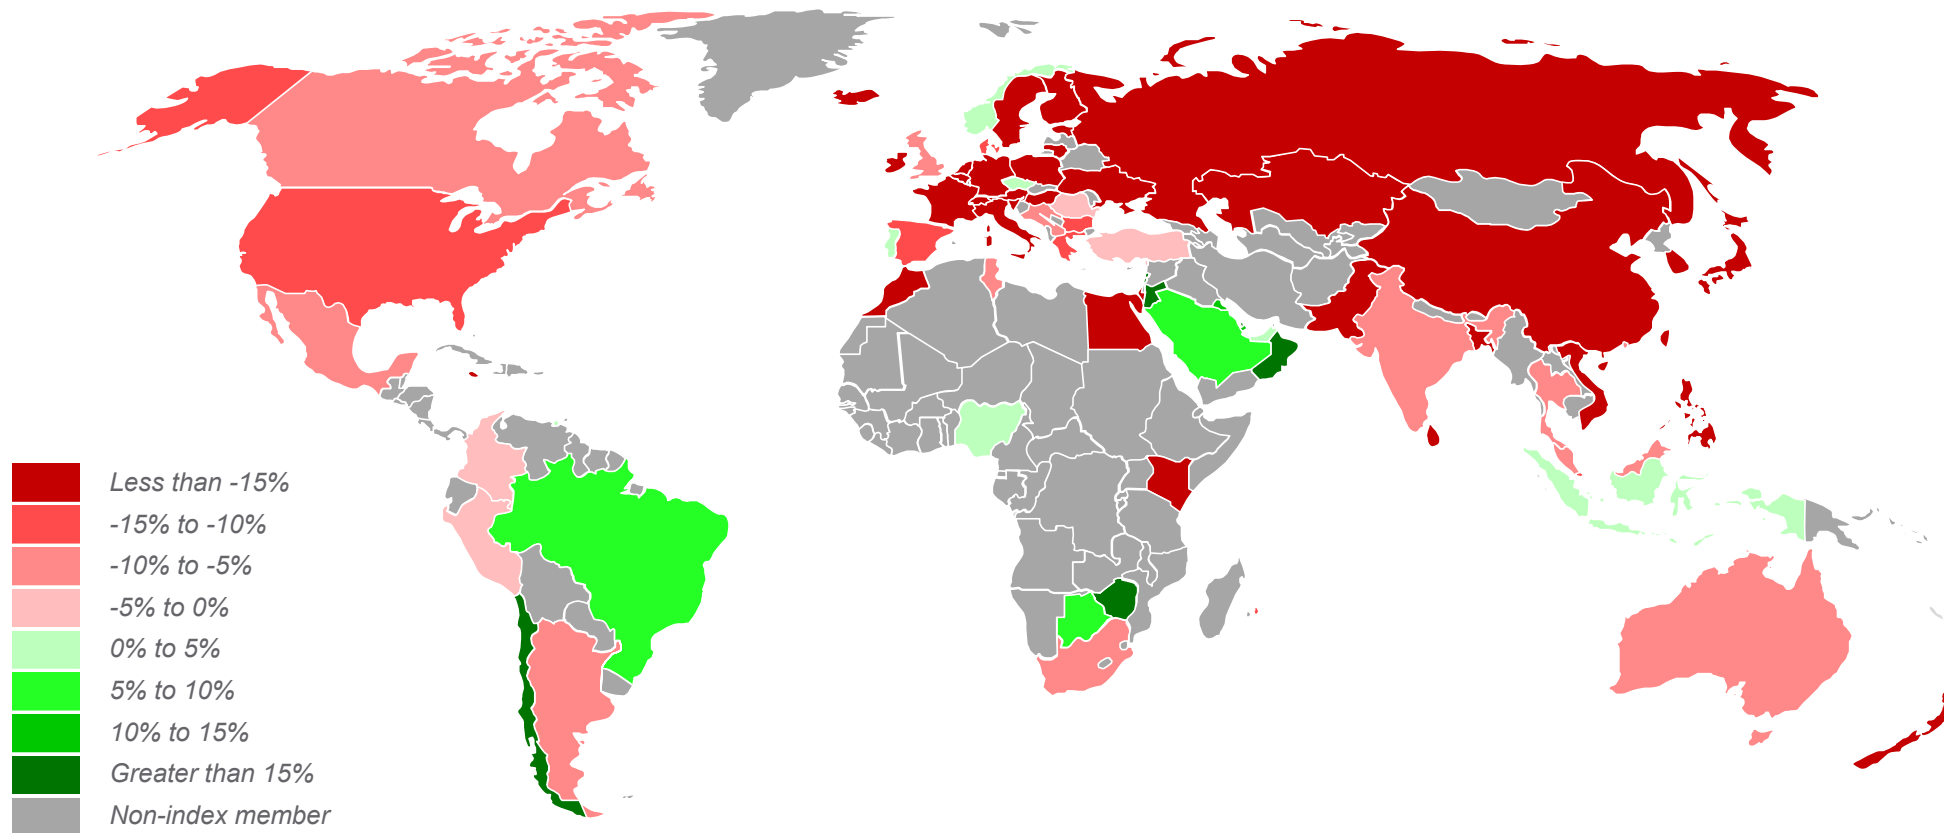 Less than -15%
-15% to -10%
-10% to -5%
-5% to 0%
0% to 5%
5% to 10%
10% to 15%
Greater than 15%
Non-index member